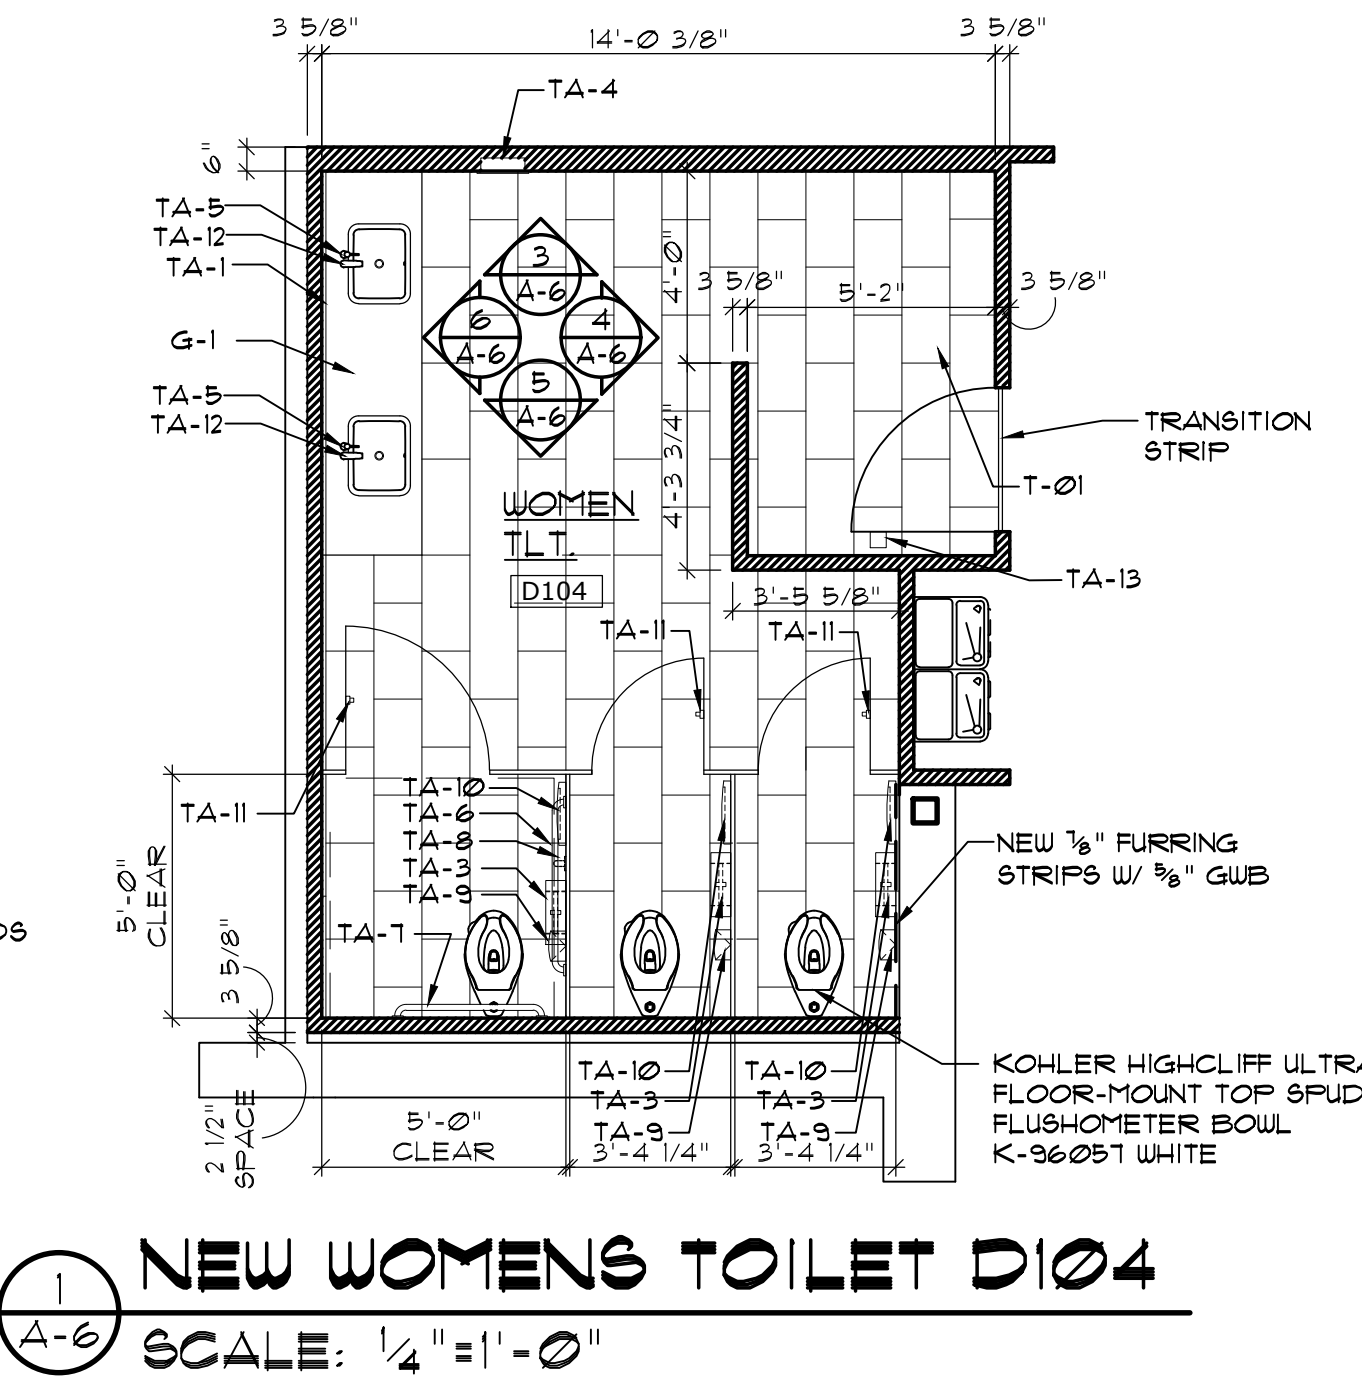 3 5/8"
14'-0 3/8"
3 5/8"
TA-4
6"
TA-5
TA-12
TA-1
G-1
TA-5
TA-12
3
A-6
6
A-6
4
A-6
5
A-6
4'-0"
3 5/8"
5'-2"
3 5/8"
4'-3 3/4"
TRANSITION
STRIP
T-01
WOMEN
TLT.
D104
TA-13
3'-5 5/8"
TA-11
TA-11
TA-11
TA-10
TA-6
TA-8
TA-3
TA-9
TA-7
NEW 7/8" FURRING
STRIPS W/ 5/8" GWB
5'-0"
CLEAR
OS
3 5/8"
2 1/2"
SPACE
TA-10
TA-3
TA-9
TA-10
TA-3
TA-9
KOHLER HIGHCLIFF ULTRA
FLOOR-MOUNT TOP SPUD
FLUSHOMETER BOWL
K-96057 WHITE
5'-0"
CLEAR
3'-4 1/4"
3'-4 1/4"
1
A-6
NEW WOMENS TOILET D104
SCALE: 1/4"=1'-0"